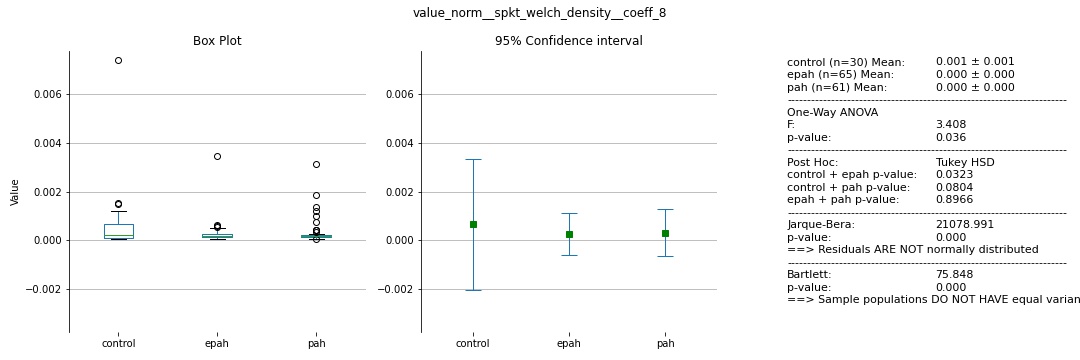 value_norm__spkt_welch_density__coeff_8
Box Plot
Value
0.006
0.004
0.002
0.000
−0.002
control
epah
pah
95% Confidence interval
0.006
0.004
0.002
0.000
−0.002
control
epah
pah
control (n=30) Mean: 0.001 ± 0.001
epah (n=65) Mean: 0.000 ± 0.000
pah (n=61) Mean: 0.000 ± 0.000
One-Way ANOVA
F: 3.408
p-value: 0.036
Post Hoc: Tukey HSD
control + epah p-value: 0.0323
control + pah p-value: 0.0804
epah + pah p-value: 0.8966
Jarque-Bera: 21078.991
p-value: 0.000
==> Residuals ARE NOT normally distributed
Bartlett: 75.848
p-value: 0.000
==> Sample populations DO NOT HAVE equal varian